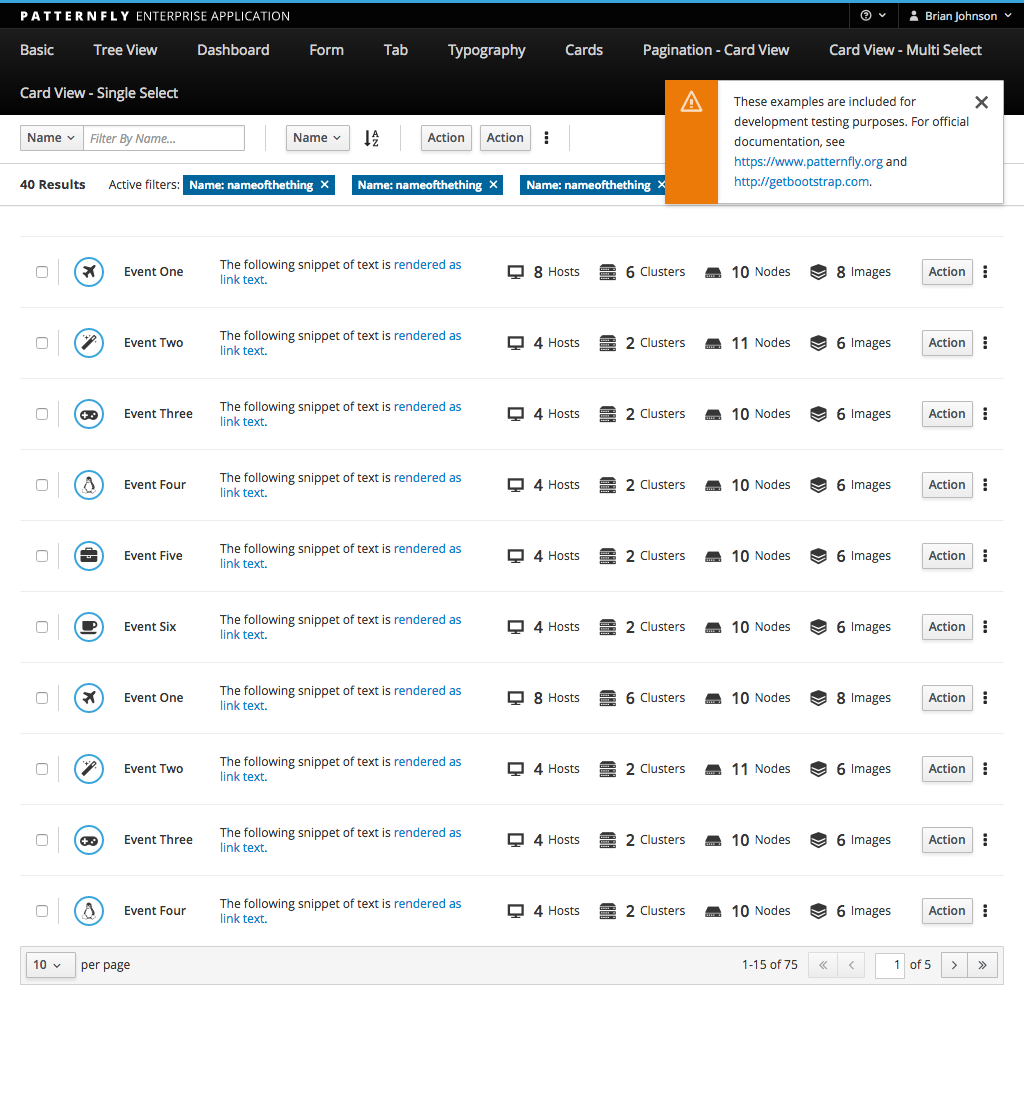 PATTERNFLY ENTERPRISE APPLICATION Brian Johnson
Basic Tree View Dashboard Form Tab Typography Cards Pagination - Card View Card View - Multi Select
Card View - Single Select
These examples are included for
development testing purposes. For official
documentation, see
https://www.patternfly.org and
http://getbootstrap.com.
Name Filter By Name... Name Action Action
40 Results Active filters: Name: nameofthething Name: nameofthething Name: nameofthething
Event One The following snippet of text is rendered as
link text. 8 Hosts 6 Clusters 10 Nodes 8 Images Action
Event Two The following snippet of text is rendered as
link text. 4 Hosts 2 Clusters 11 Nodes 6 Images Action
Event Three The following snippet of text is rendered as
link text. 4 Hosts 2 Clusters 10 Nodes 6 Images Action
Event Four The following snippet of text is rendered as
link text. 4 Hosts 2 Clusters 10 Nodes 6 Images Action
Event Five The following snippet of text is rendered as
link text. 4 Hosts 2 Clusters 10 Nodes 6 Images Action
Event Six The following snippet of text is rendered as
link text. 4 Hosts 2 Clusters 10 Nodes 6 Images Action
Event One The following snippet of text is rendered as
link text. 8 Hosts 6 Clusters 10 Nodes 8 Images Action
Event Two The following snippet of text is rendered as
link text. 4 Hosts 2 Clusters 11 Nodes 6 Images Action
Event Three The following snippet of text is rendered as
link text. 4 Hosts 2 Clusters 10 Nodes 6 Images Action
Event Four The following snippet of text is rendered as
link text. 4 Hosts 2 Clusters 10 Nodes 6 Images Action
10 per page 1-15 of 75 1 of 5